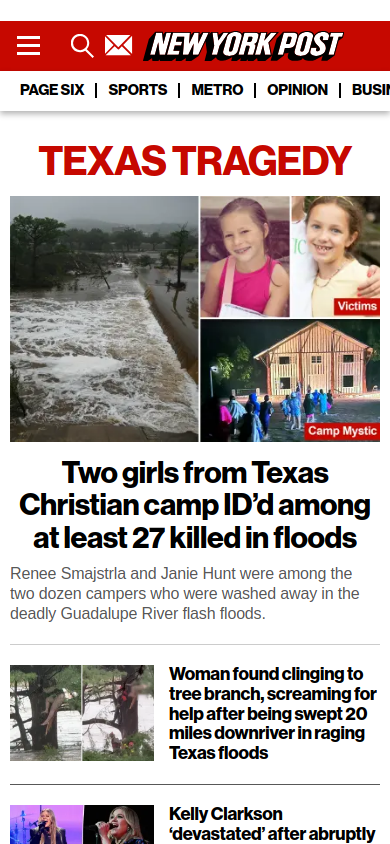 NEW YORK POST
PAGE SIX
SPORTS
METRO
OPINION
BUSIN
TEXAS TRAGEDY
Victims
Camp Mystic
Two girls from Texas
Christian camp ID’d among
at least 27 killed in floods
Renee Smajstrla and Janie Hunt were among the
two dozen campers who were washed away in the
deadly Guadalupe River flash floods.
Woman found clinging to
tree branch, screaming for
help after being swept 20
miles downriver in raging
Texas floods
Kelly Clarkson
‘devastated’ after abruptly